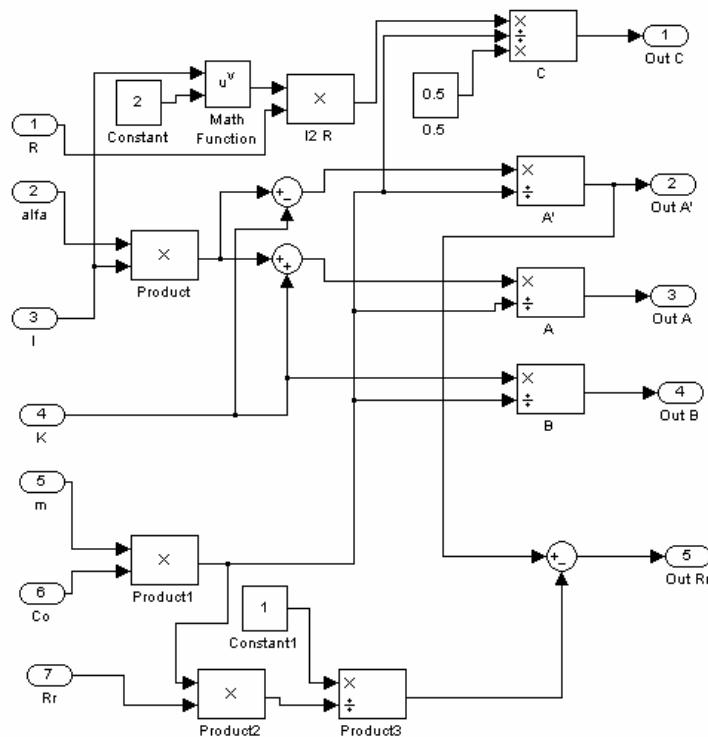 ×
÷
×
C
1
Out C
u^v
Math
Function
2
Constant
×
I2 R
0.5
0.5
1
R
2
alfa
×
Product
+
-
×
÷
A'
2
Out A'
3
I
+
+
×
÷
A
3
Out A
4
K
×
÷
B
4
Out B
5
m
6
Co
×
Product1
+
-
5
Out Rr
1
Constant1
7
Rr
×
Product2
×
÷
Product3